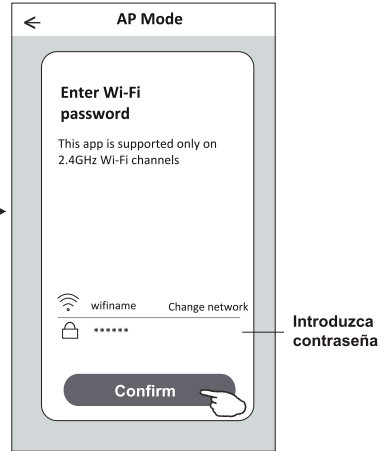 AP Mode
Enter Wi-Fi
password
This app is supported only on
2.4GHz Wi-Fi channels
wifiname Change network
******
Introduzca
contraseña
Confirm